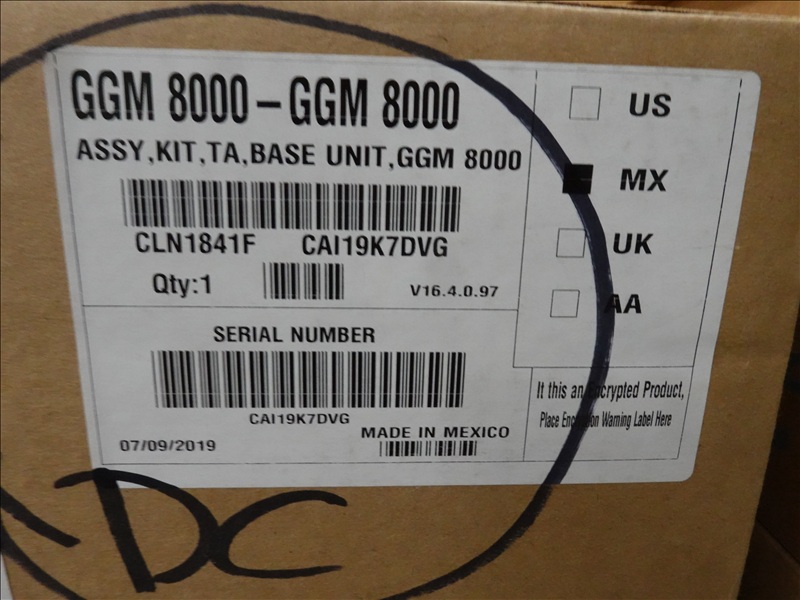 GGM 8000 – GGM 8000
ASSY,KIT,TA,BASE UNIT,GGM 8000
CLN1841F CAI19K7DVG
Qty:1
V16.4.0.97
US
MX
UK
AA
SERIAL NUMBER
CAI19K7DVG
07/09/2019
MADE IN MEXICO
It this an Encrypted Product,
Place Encryption Warning Label Here
DC